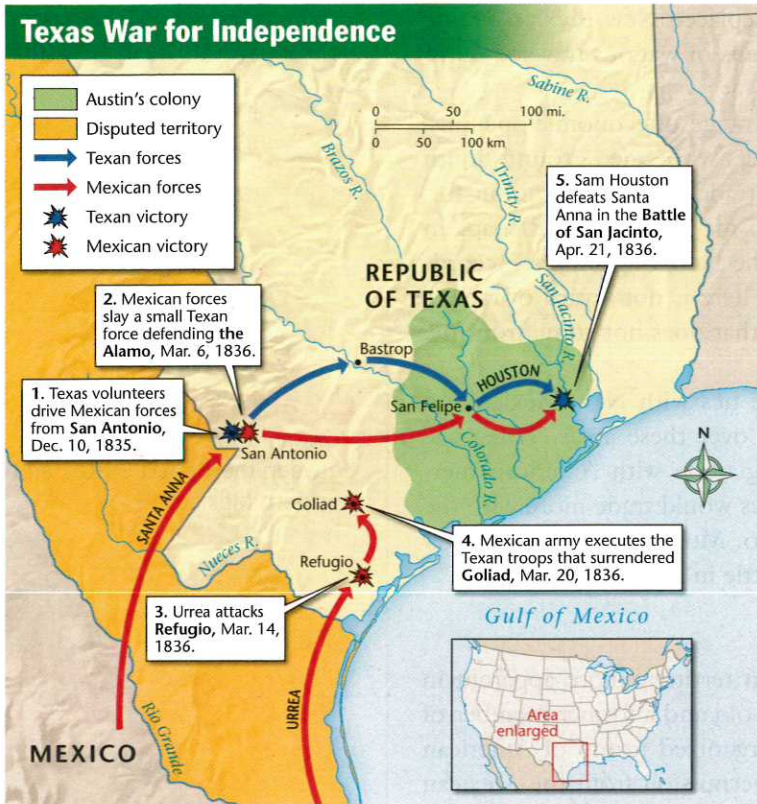 Texas War for Independence
Austin's colony
Disputed territory
Texan forces
Mexican forces
Texan victory
Mexican victory
0 50 100 mi.
0 50 100 km
Sabine R.
Brazos R.
Trinity R.
San Jacinto R.
5. Sam Houston
defeats Santa
Anna in the Battle
of San Jacinto,
Apr. 21, 1836.
REPUBLIC
OF TEXAS
2. Mexican forces
slay a small Texan
force defending the
Alamo, Mar. 6, 1836.
Bastrop
HOUSTON
San Felipe
1. Texas volunteers
drive Mexican forces
from San Antonio,
Dec. 10, 1835.
San Antonio
Colorado R.
N
SANTA ANNA
Goliad
4. Mexican army executes the
Texan troops that surrendered
Goliad, Mar. 20, 1836.
Nueces R.
Refugio
3. Urrea attacks
Refugio, Mar. 14,
1836.
Gulf of Mexico
URREA
Area
enlarged
Rio Grande
MEXICO